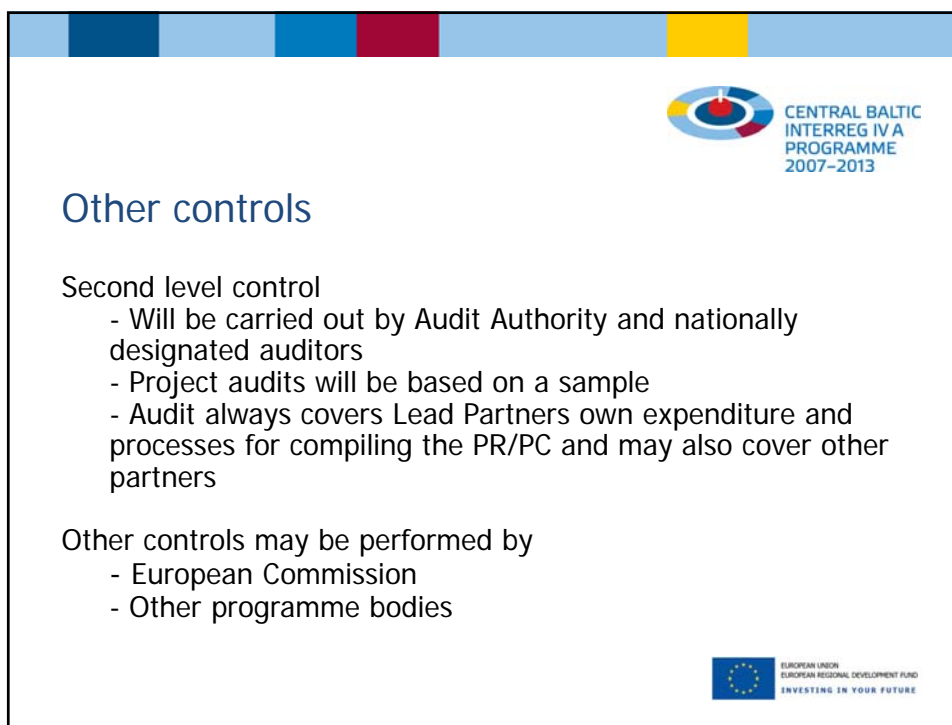 CENTRAL BALTIC
INTERREG IV A
PROGRAMME
2007–2013
Other controls
Second level control
- Will be carried out by Audit Authority and nationally
designated auditors
- Project audits will be based on a sample
- Audit always covers Lead Partners own expenditure and
processes for compiling the PR/PC and may also cover other
partners
Other controls may be performed by
- European Commission
- Other programme bodies
EUROPEAN UNION
EUROPEAN REGIONAL DEVELOPMENT FUND
INVESTING IN YOUR FUTURE